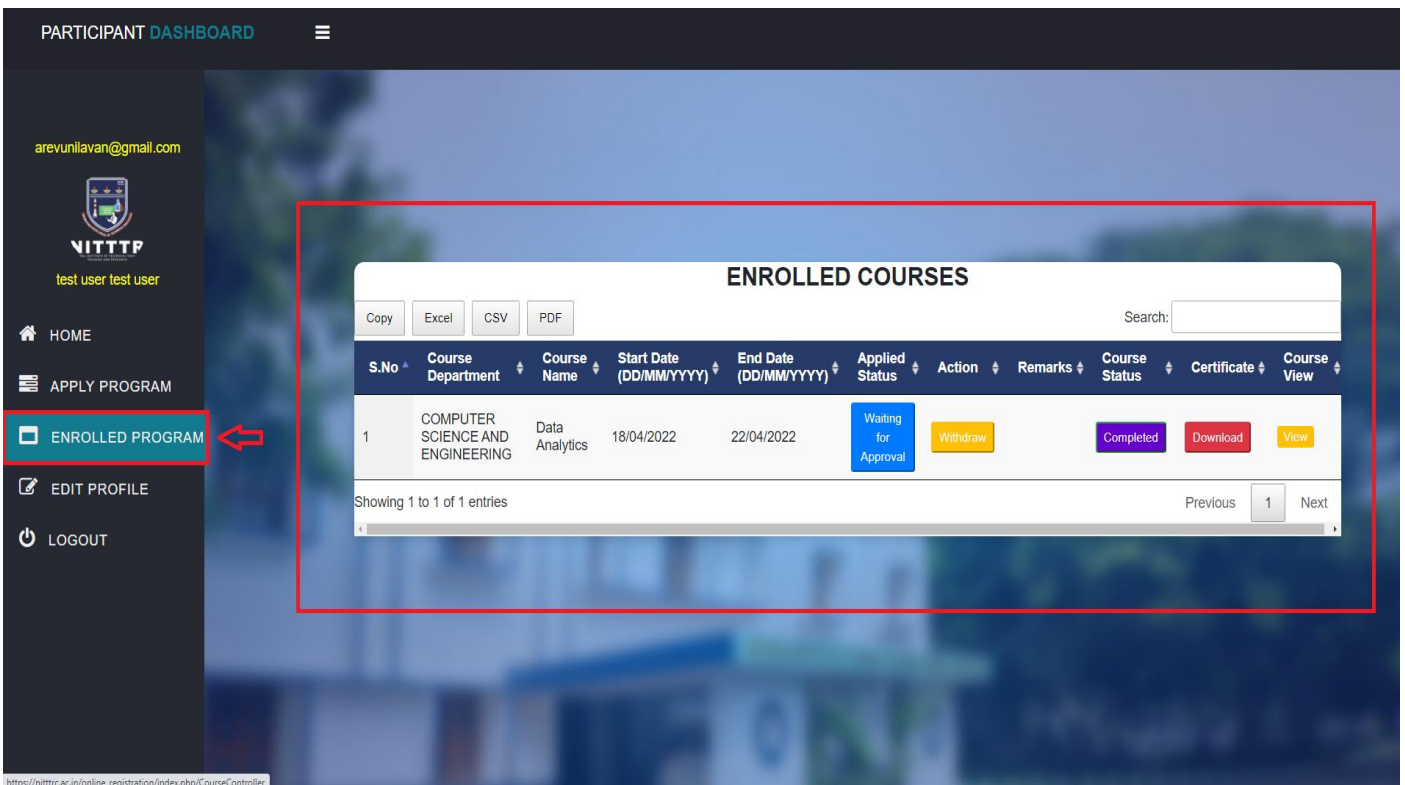 PARTICIPANT DASHBOARD
arevunilavan@gmail.com
NITTTR
test user test user
HOME
APPLY PROGRAM
ENROLLED PROGRAM
EDIT PROFILE
LOGOUT
ENROLLED COURSES
Copy Excel CSV PDF Search:
S.No Course Department Course Name Start Date (DD/MM/YYYY) End Date (DD/MM/YYYY) Applied Status Action Remarks Course Status Certificate Course View
1 COMPUTER SCIENCE AND ENGINEERING Data Analytics 18/04/2022 22/04/2022 Waiting for Approval Withdraw Completed Download View
Showing 1 to 1 of 1 entries Previous 1 Next
https://nitttrc.ac.in/online_registration/index.php/CourseController